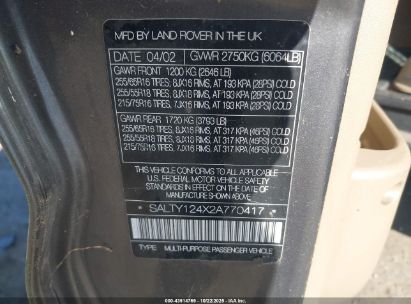 MFD BY LAND ROVER IN THE UK
DATE 04/02 GVWR 2750KG (6064LB)
GAWR FRONT 1200 KG (2646 LB)
255/65R16 TIRES, 8JX16 RIMS, AT 193 KPA (28PSI) COLD
255/55R18 TIRES, 8JX18 RIMS, AT 193 KPA (28PSI) COLD
215/75R16 TIRES, 7JX16 RIMS, AT 193 KPA (28PSI) COLD
GAWR REAR 1720 KG (3793 LB)
255/65R16 TIRES, 8JX16 RIMS, AT 317 KPA (46PSI) COLD
255/55R18 TIRES, 8JX18 RIMS, AT 317 KPA (46PSI) COLD
215/75R16 TIRES, 7JX16 RIMS, AT 317 KPA (46PSI) COLD
THIS VEHICLE CONFORMS TO ALL APPLICABLE
U.S. FEDERAL MOTOR VEHICLE SAFETY STANDARDS
IN EFFECT ON THE DATE OF MANUFACTURE
SHOWN ABOVE
SALTY124X2A770417
TYPE MULTI-PURPOSE PASSENGER VEHICLE